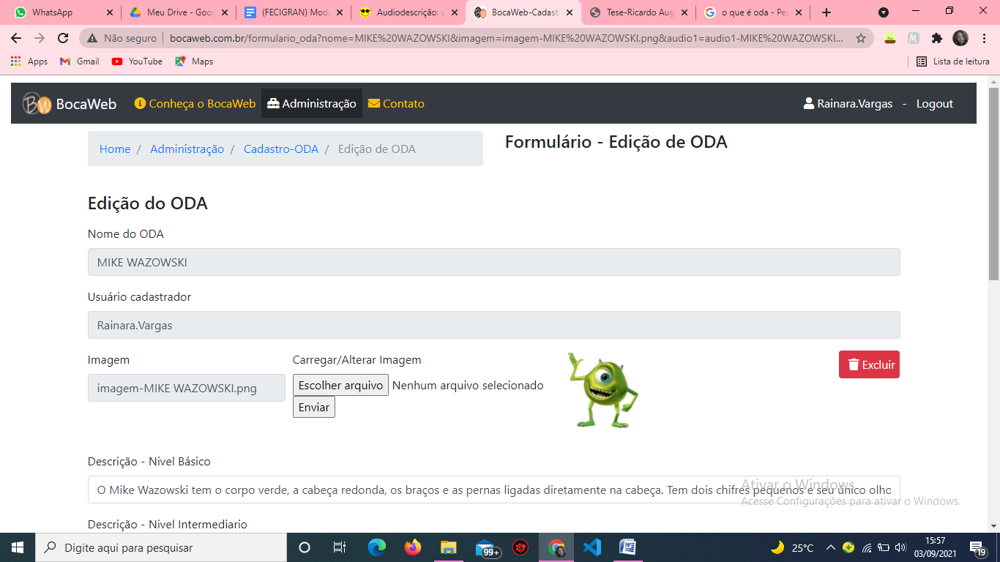 WhatsApp
Meu Drive - Goog
(FECIGRAN) Mode
Audiodescrição: c
BocaWeb-Cadastr
Tese-Ricardo Aug
o que é oda - Pes
Não seguro
bocaweb.com.br/formulario_oda?nome=MIKE%20WAZOWSKI&imagem=imagem-MIKE%20WAZOWSKI.png&audio1=audio1-MIKE%20WAZOWSKI...
M
Apps Gmail YouTube Maps Lista de leitura
BW BocaWeb Conheça o BocaWeb Administração Contato Rainara.Vargas - Logout
Home / Administração / Cadastro-ODA / Edição de ODA
Formulário - Edição de ODA
Edição do ODA
Nome do ODA
MIKE WAZOWSKI
Usuário cadastrador
Rainara.Vargas
Imagem
Carregar/Alterar Imagem
Excluir
imagem-MIKE WAZOWSKI.png
Escolher arquivo Nenhum arquivo selecionado
Enviar
Descrição - Nivel Básico
O Mike Wazowski tem o corpo verde, a cabeça redonda, os braços e as pernas ligadas diretamente na cabeça. Tem dois chifres pequenos e seu único olho
Ativar o Windows
Acesse Configurações para ativar o Windows.
Descrição - Nivel Intermediario
Digite aqui para pesquisar
99+
25°C
15:57
03/09/2021
19